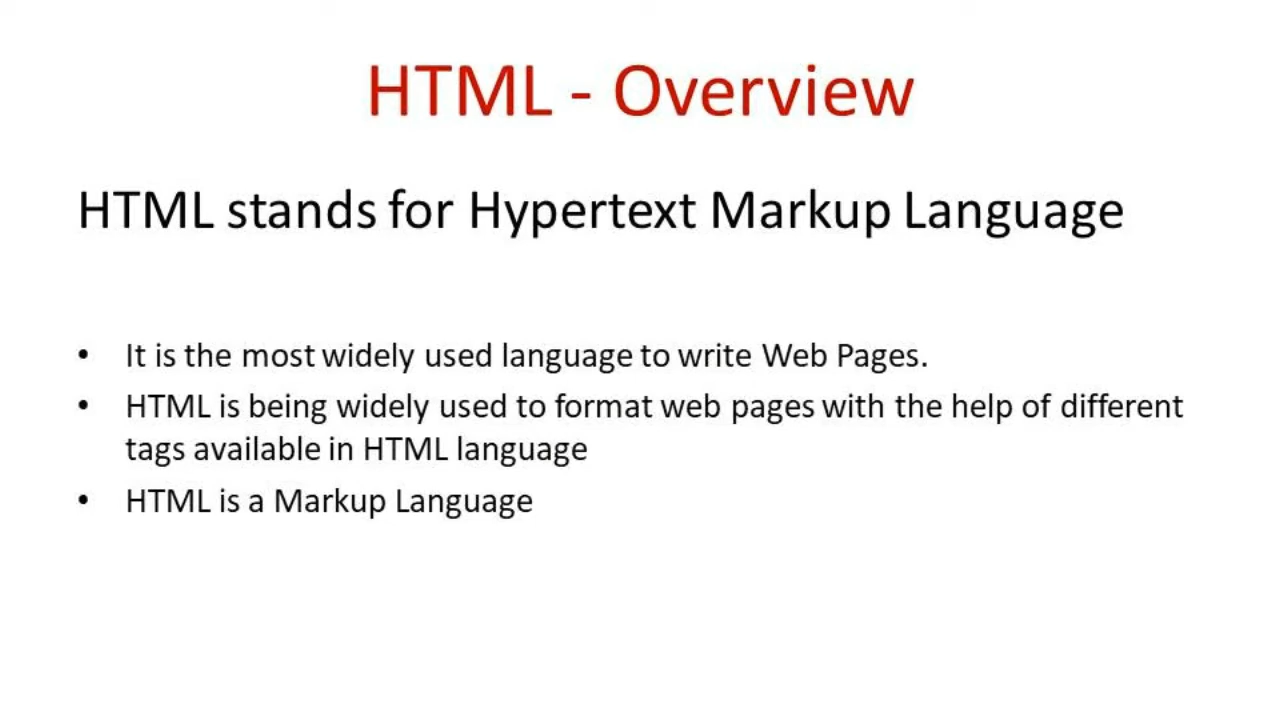 HTML - Overview
HTML stands for Hypertext Markup Language
• It is the most widely used language to write Web Pages.
• HTML is being widely used to format web pages with the help of different
tags available in HTML language
• HTML is a Markup Language